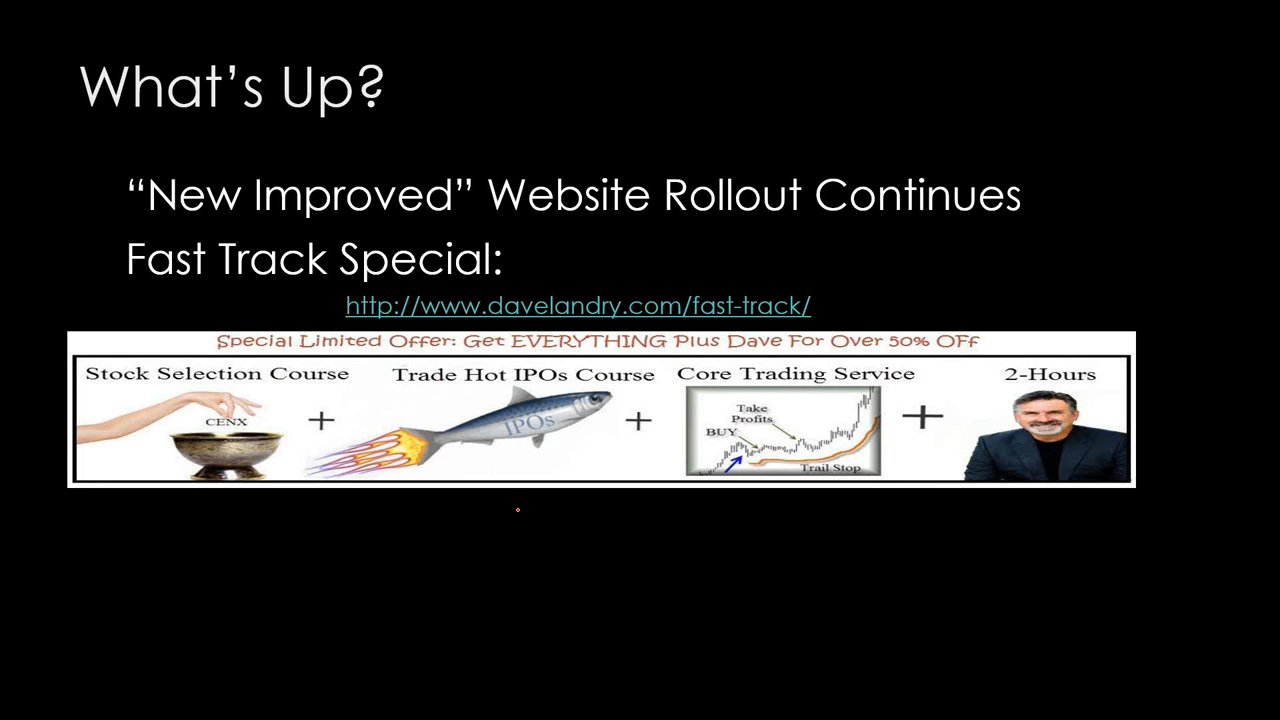 What's Up?
“New Improved” Website Rollout Continues
Fast Track Special:
http://www.davelandry.com/fast-track/
Special Limited Offer: Get EVERYTHING Plus Dave For Over 50% OFf
Stock Selection Course
Trade Hot IPOs Course
Core Trading Service
2-Hours
CENX
+
IPOs
+
Take
Profits
BUY
Trail Stop
+